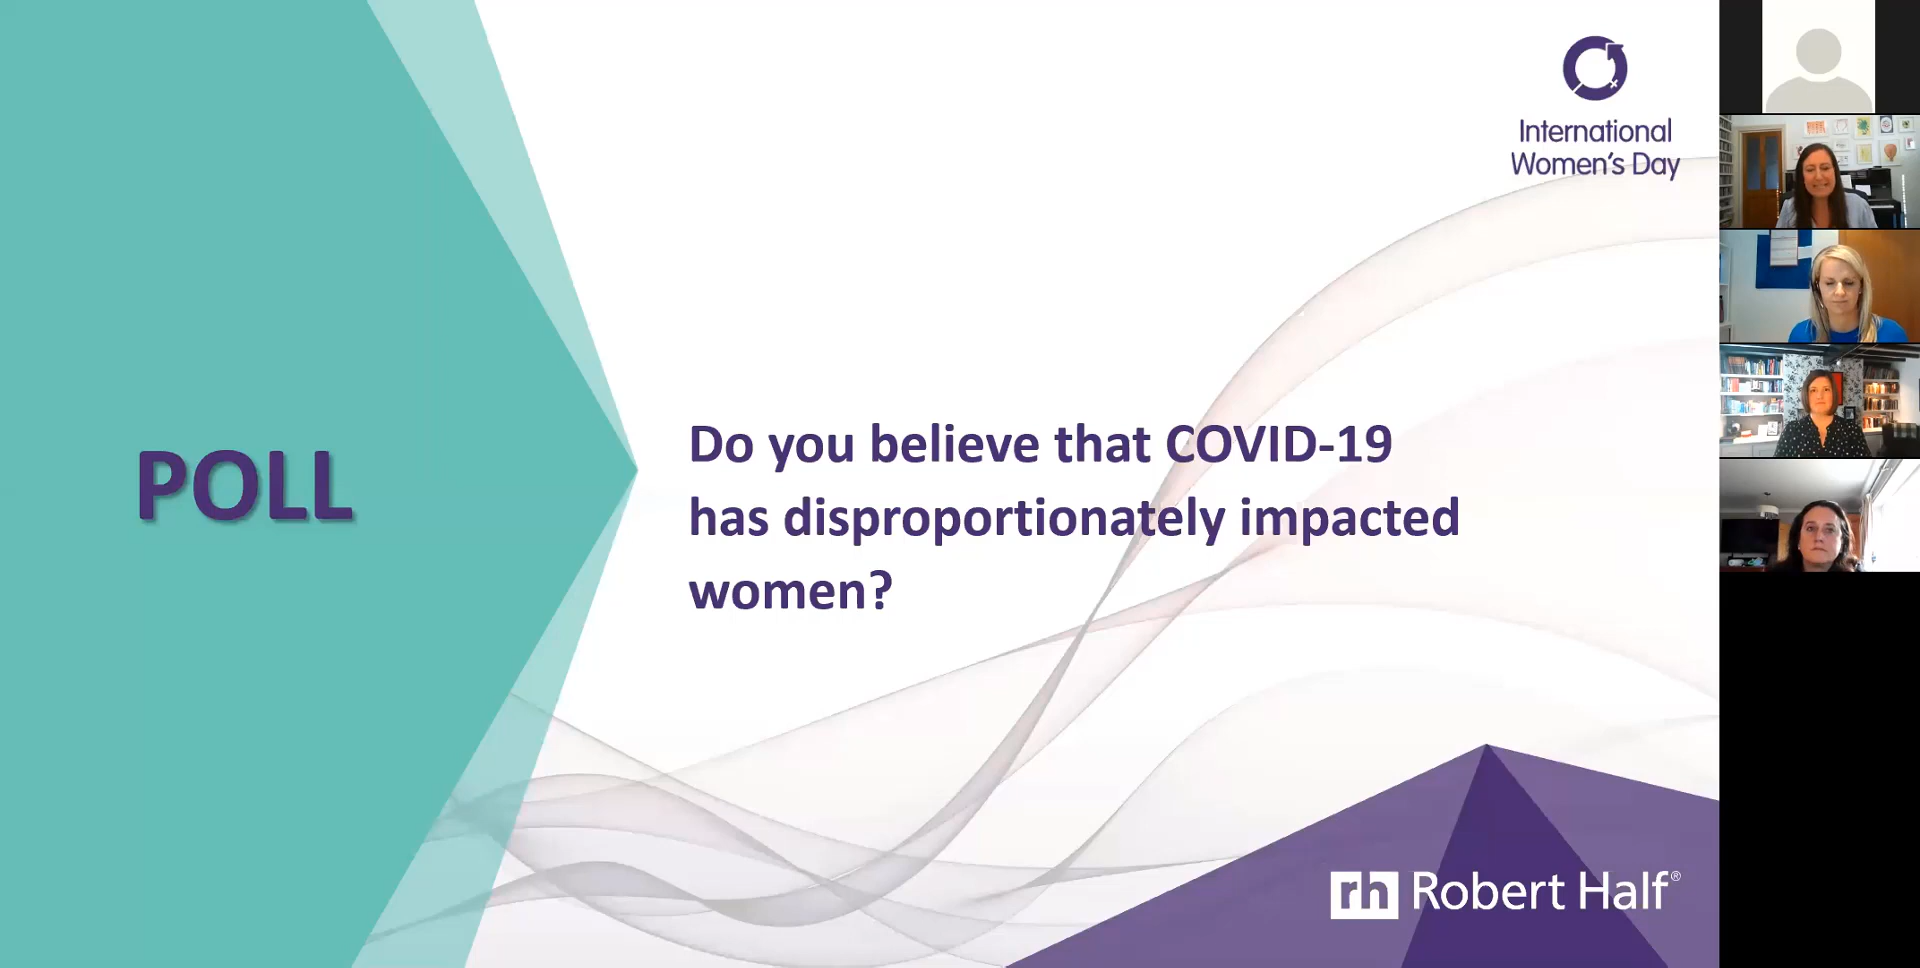 International
Women's Day
POLL
Do you believe that COVID-19
has disproportionately impacted
women?
rh Robert Half®